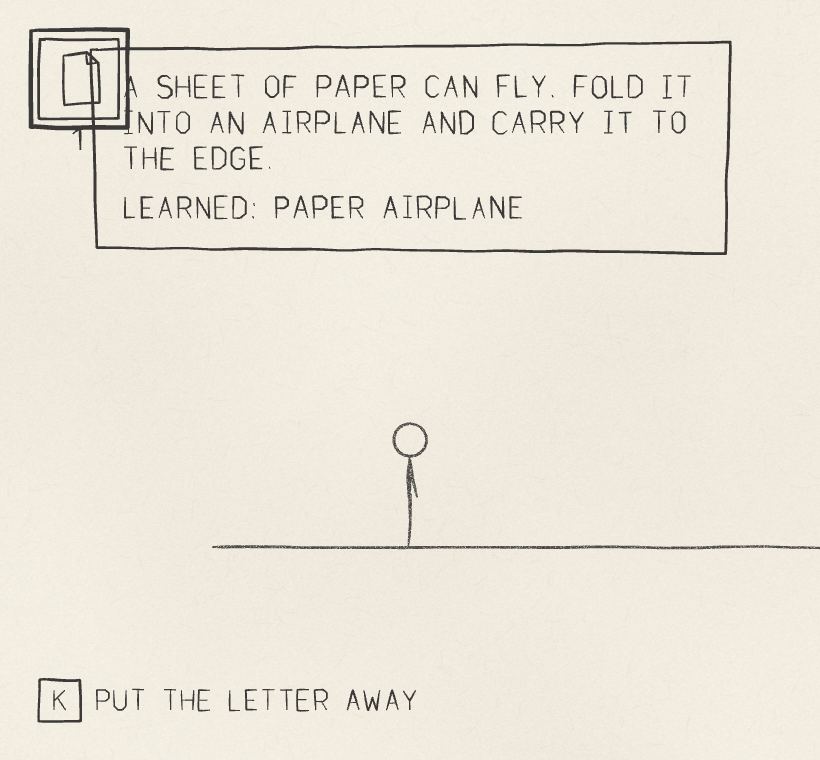 A SHEET OF PAPER CAN FLY. FOLD IT
INTO AN AIRPLANE AND CARRY IT TO
THE EDGE.
LEARNED: PAPER AIRPLANE
1
K PUT THE LETTER AWAY